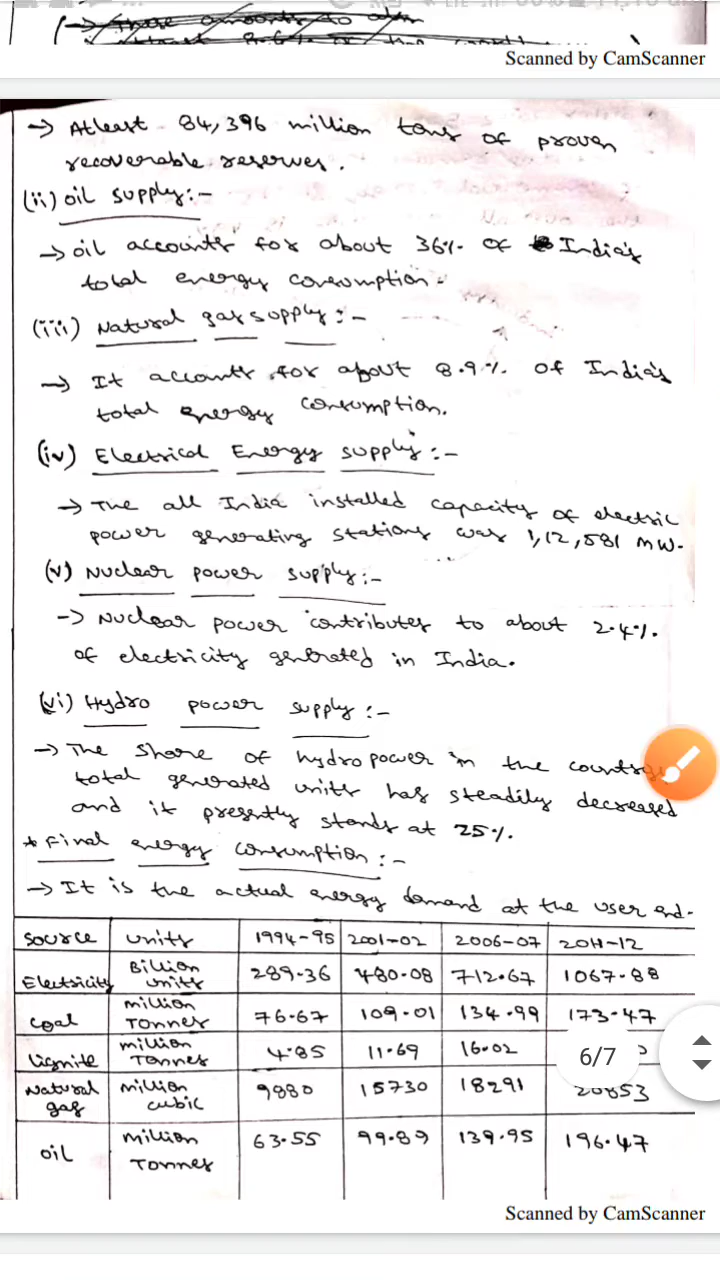 Scanned by CamScanner
→ Atleast 84,396 million tons of proven
recoverable reserves.
(ii) oil supply:-
→ oil accounts for about 36% of India's
total energy consumption.
(iii) Natural gas supply:-
→ It accounts for about 8.9% of India's
total energy consumption.
(iv) Electrical Energy supply:-
→ The all India installed capacity of electric
power generating stations was 1,12,581 MW.
(v) Nuclear power supply:-
→ Nuclear power contributes to about 2.4%.
of electricity generated in India.
(vi) Hydro power supply:-
→ The share of hydro power in the
total generated units has steadily decreased
and it presently stands at 25%.
* Final energy consumption:-
→ It is the actual energy demand at the user end.
source units 1994-95 2001-02 2006-07 2011-12
Electricity Billion units 289.36 480.08 712.67 1067.88
coal million Tonnes 76.67 109.01 134.99 173.47
lignite million Tonnes 4.85 11.69 16.02
6/7
Natural gas million cubic 9880 15730 18291 20853
oil million Tonnes 63.55 99.89 139.95 196.47
Scanned by CamScanner